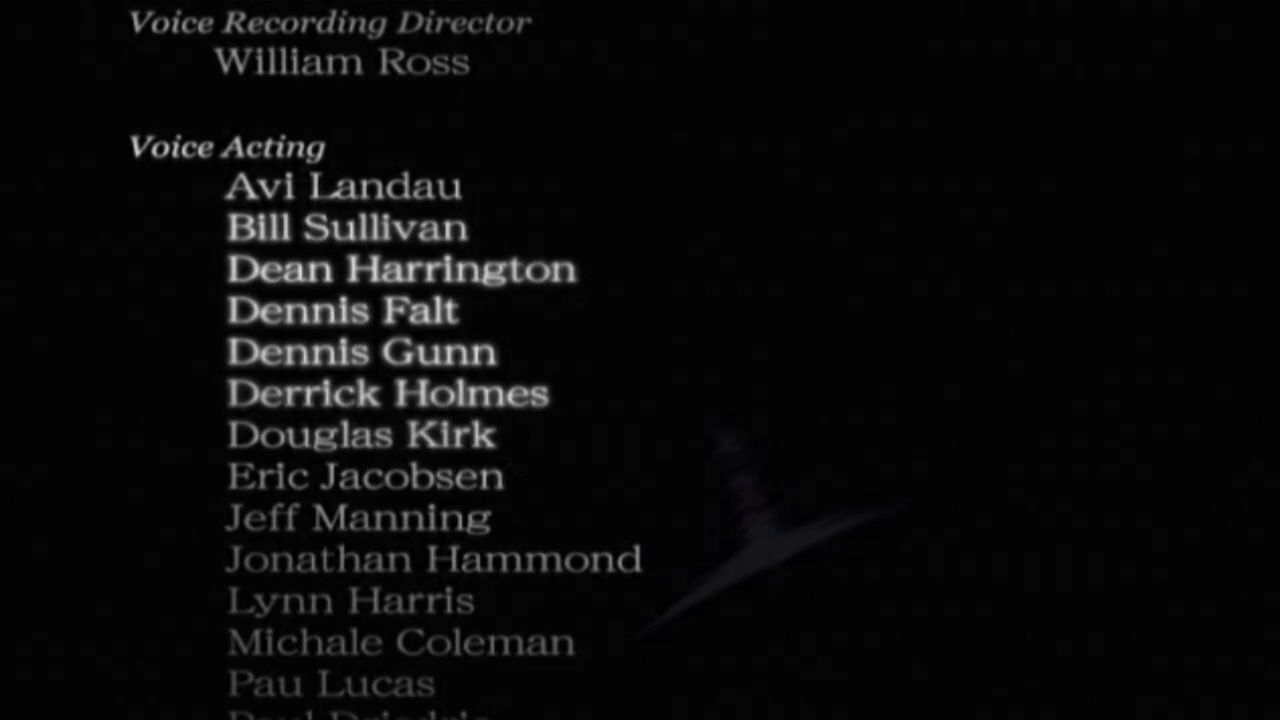 Voice Recording Director
William Ross
Voice Acting
Avi Landau
Bill Sullivan
Dean Harrington
Dennis Falt
Dennis Gunn
Derrick Holmes
Douglas Kirk
Eric Jacobsen
Jeff Manning
Jonathan Hammond
Lynn Harris
Michale Coleman
Pau Lucas